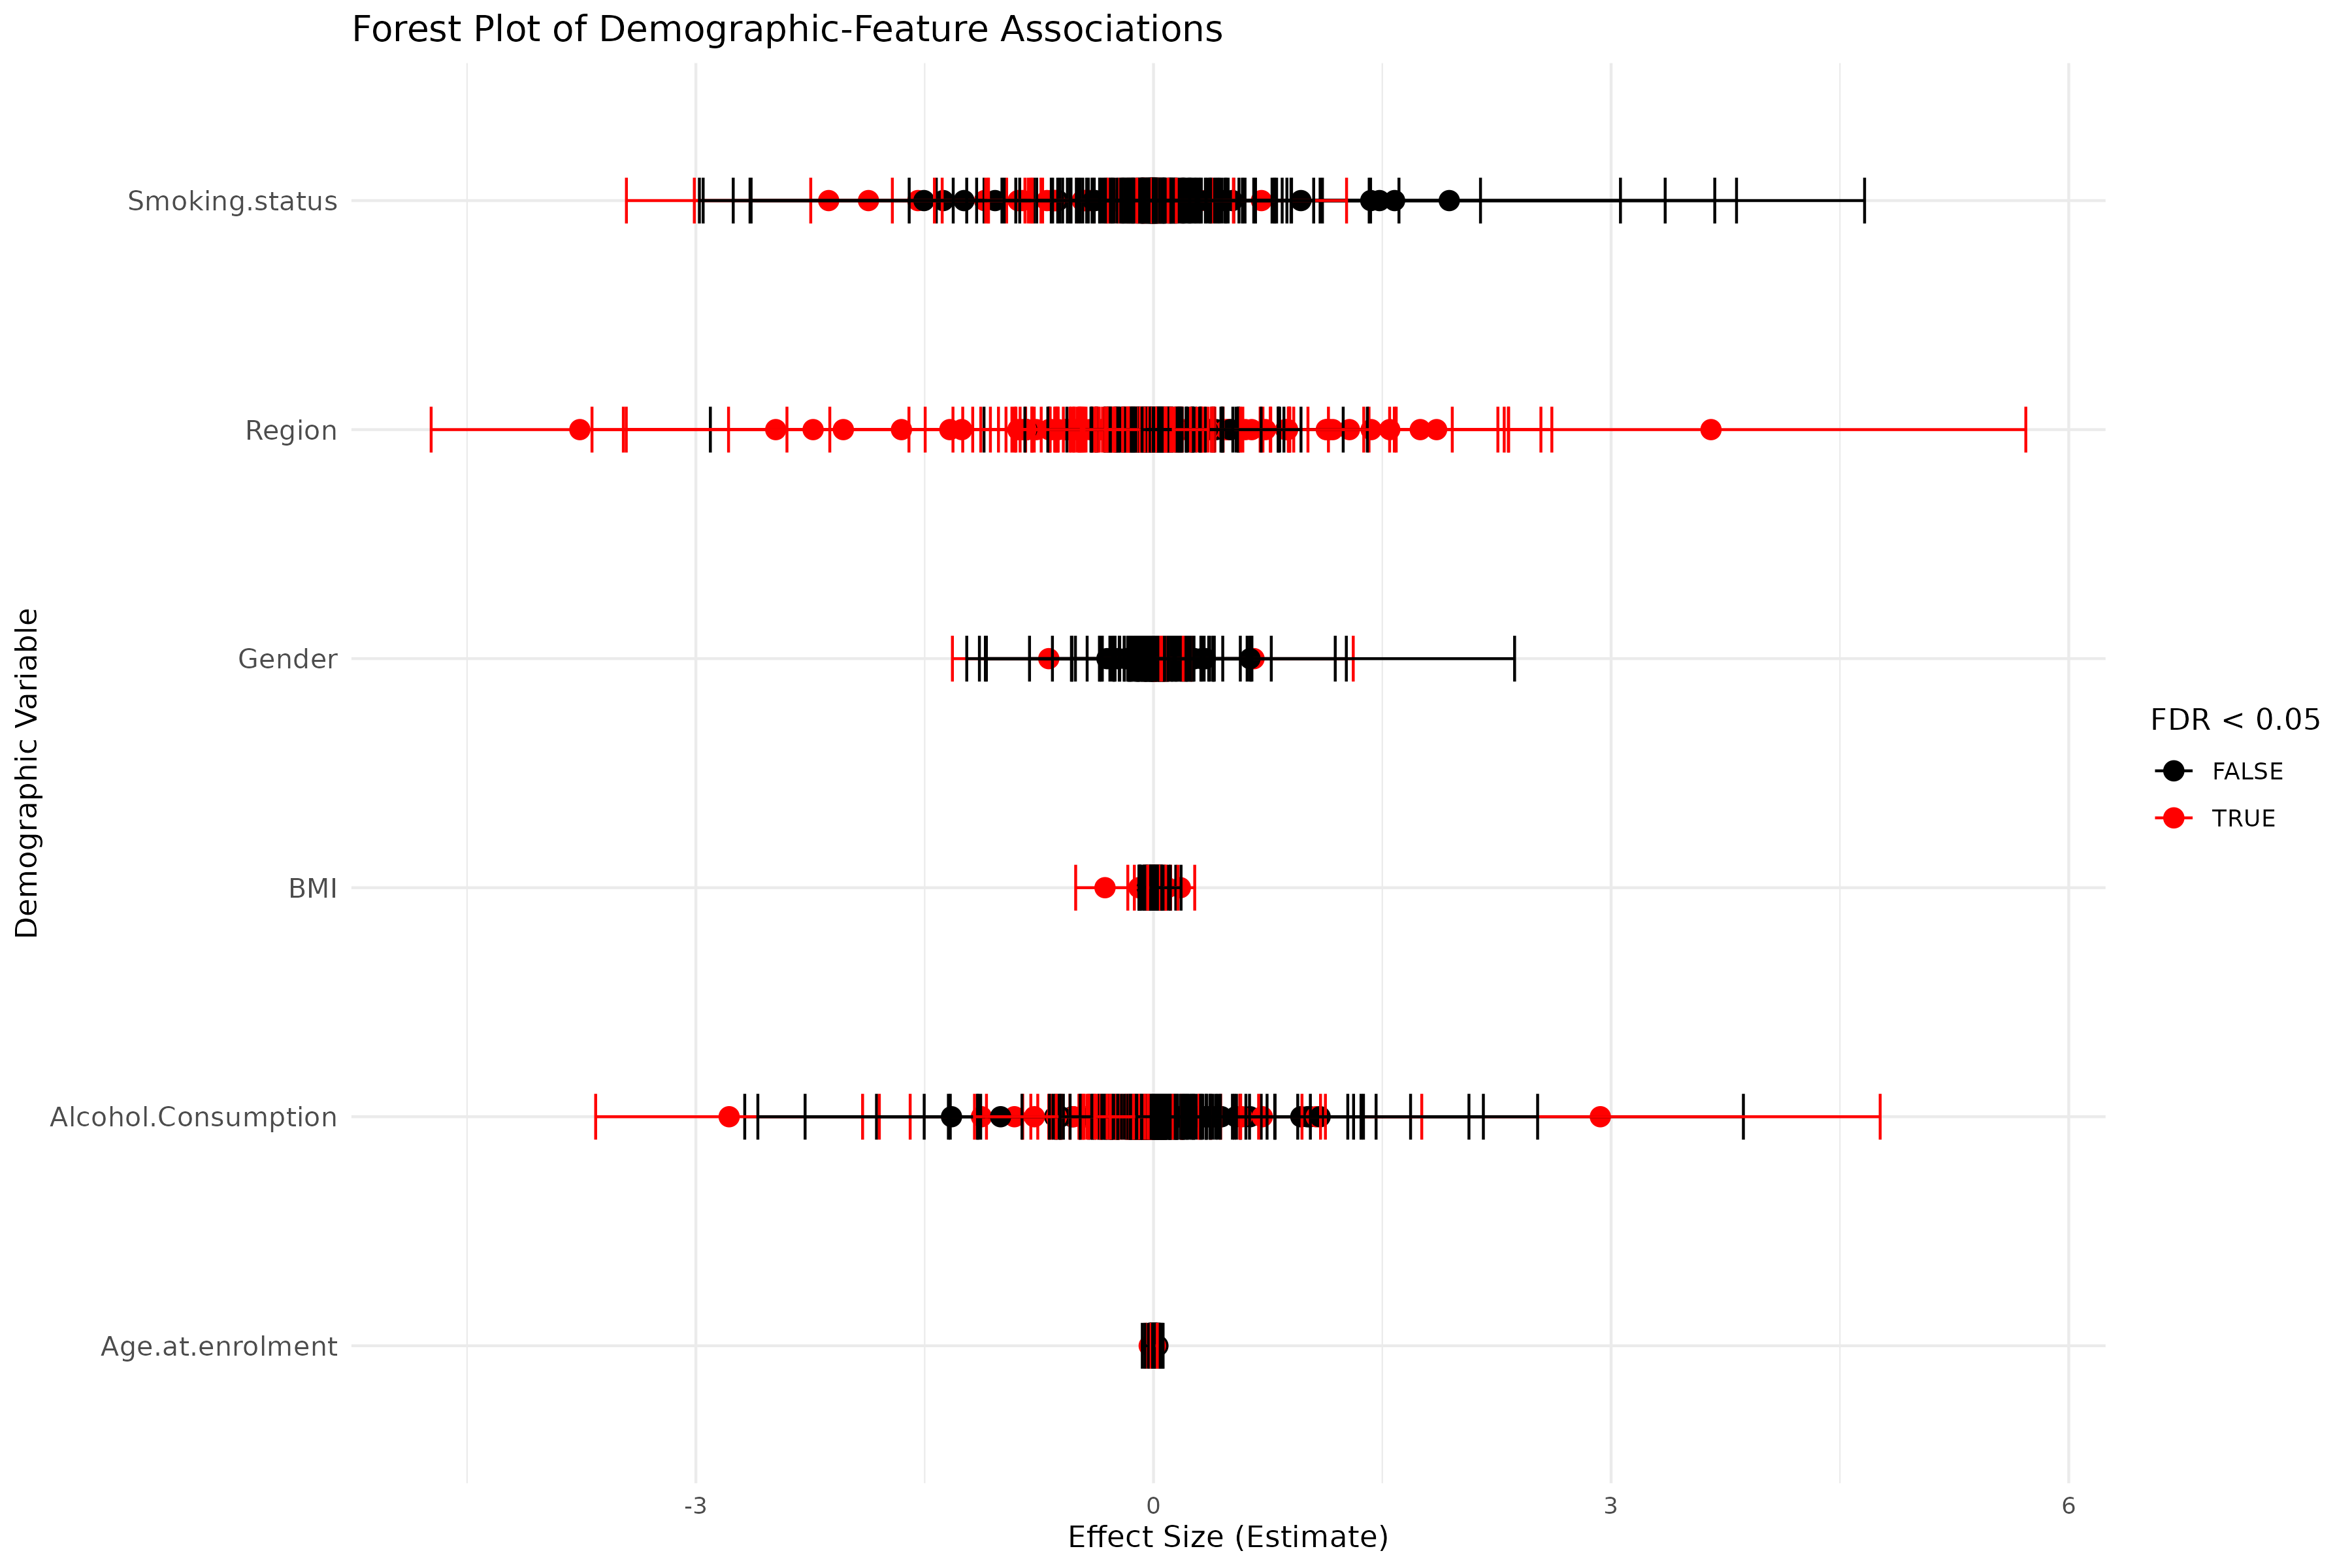 Forest Plot of Demographic-Feature Associations
Demographic Variable
Smoking.status
Region
Gender
BMI
Alcohol.Consumption
Age.at.enrolment
-3
0
3
6
Effect Size (Estimate)
FDR < 0.05
FALSE
TRUE